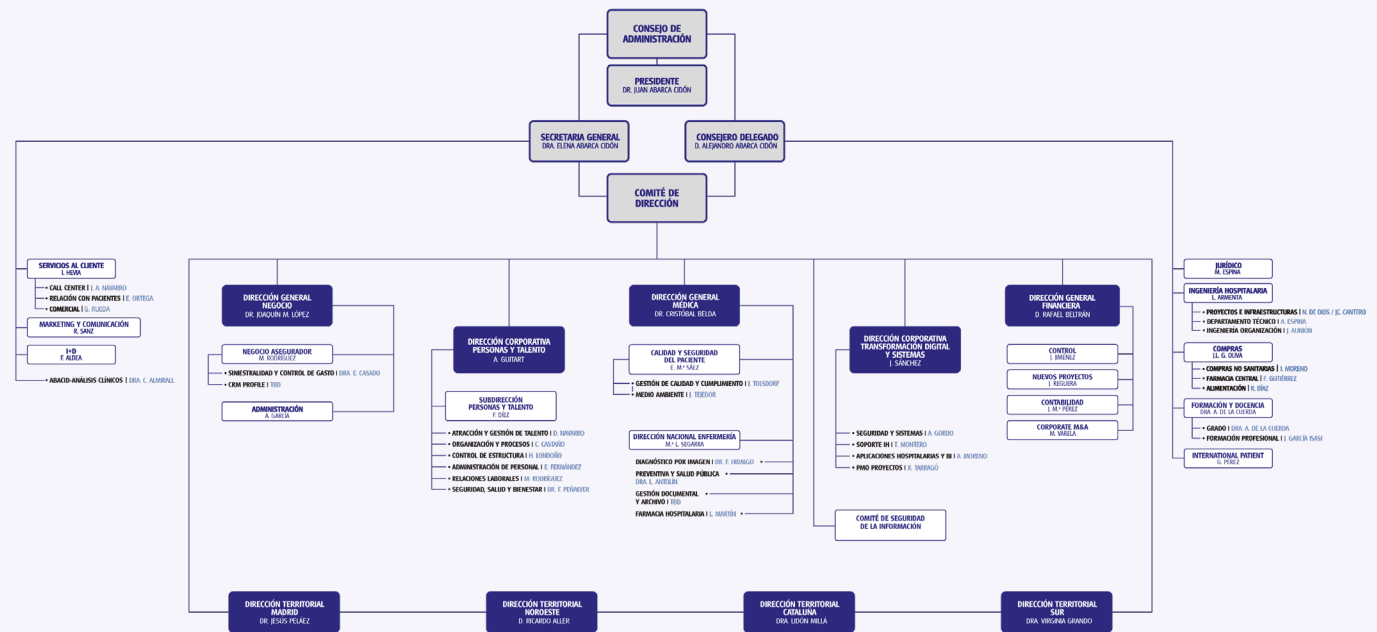 CONSEJO DE
ADMINISTRACIÓN
PRESIDENTE
DR. JUAN ABARCA CIDÓN
SECRETARIA GENERAL
DRA. ELENA ABARCA CIDÓN
CONSEJERO DELEGADO
D. ALEJANDRO ABARCA CIDÓN
COMITÉ DE
DIRECCIÓN
SERVICIOS AL CLIENTE
I. HEVIA
• CALL CENTER | J. A. NAVARRO
• RELACIÓN CON PACIENTES | E. ORTEGA
• COMERCIAL | G. RUEDA
MARKETING Y COMUNICACIÓN
R. SANZ
I+D
F. ALDEA
• ABACID-ANÁLISIS CLÍNICOS | DRA. C. ALMIRALL
DIRECCIÓN GENERAL
NEGOCIO
DR. JOAQUÍN M. LÓPEZ
NEGOCIO ASEGURADOR
M. RODRÍGUEZ
• SINESTRALIDAD Y CONTROL DE GASTO | DRA. E. CASADO
• CRM PROFILE | TBD
ADMINISTRACIÓN
A. GARCÍA
DIRECCIÓN CORPORATIVA
PERSONAS Y TALENTO
A. GUITART
SUBDIRECCIÓN
PERSONAS Y TALENTO
F. DÍEZ
• ATRACCIÓN Y GESTIÓN DE TALENTO | D. NAVARRO
• ORGANIZACIÓN Y PROCESOS | C. CASTAÑO
• CONTROL DE ESTRUCTURA | H. LONDOÑO
• ADMINISTRACIÓN DE PERSONAL | E. FERNÁNDEZ
• RELACIONES LABORALES | M. RODRÍGUEZ
• SEGURIDAD, SALUD Y BIENESTAR | DR. F. PEÑALVER
DIRECCIÓN GENERAL
MÉDICA
DR. CRISTÓBAL BELDA
CALIDAD Y SEGURIDAD
DEL PACIENTE
E. Mª. SÁEZ
• GESTIÓN DE CALIDAD Y CUMPLIMIENTO | J. TOLSDORF
• MEDIO AMBIENTE | J. TEJEDOR
DIRECCIÓN NACIONAL ENFERMERÍA
M.ª L. SEGARRA
DIAGNÓSTICO POR IMAGEN | DR. F. HIDALGO •
PREVENTIVA Y SALUD PÚBLICA •
DRA. L. ANTOLÍN
GESTIÓN DOCUMENTAL •
Y ARCHIVO | TBD
FARMACIA HOSPITALARIA | L. MARTÍN •
DIRECCIÓN CORPORATIVA
TRANSFORMACIÓN DIGITAL
Y SISTEMAS
J. SÁNCHEZ
• SEGURIDAD Y SISTEMAS | A. GORDO
• SOPORTE IH | T. MONTERO
• APLICACIONES HOSPITALARIAS Y BI | A. MORENO
• PMO PROYECTOS | X. TARRAGÓ
COMITÉ DE SEGURIDAD
DE LA INFORMACIÓN
DIRECCIÓN GENERAL
FINANCIERA
D. RAFAEL BELTRÁN
CONTROL
J. JIMÉNEZ
NUEVOS PROYECTOS
J. REGUERA
CONTABILIDAD
J. M.ª PÉREZ
CORPORATE M&A
M. VARELA
JURÍDICO
M. ESPINA
INGENIERÍA HOSPITALARIA
L. ARMENTA
• PROYECTOS E INFRAESTRUCTURAS | N. DE DIOS / JC. CANTERO
• DEPARTAMENTO TÉCNICO | A. ESPINA
• INGENIERÍA ORGANIZACIÓN | J. AUNIÓN
COMPRAS
J.L. G. OLIVA
• COMPRAS NO SANITARIAS | I. MORENO
• FARMACIA CENTRAL | F. GUTIÉRREZ
• ALIMENTACIÓN | R. DÍAZ
FORMACIÓN Y DOCENCIA
DRA. A. DE LA CUERDA
• GRADO | DRA. A. DE LA CUERDA
• FORMACIÓN PROFESIONAL | J. GARCÍA ISASI
INTERNATIONAL PATIENT
G. PÉREZ
DIRECCIÓN TERRITORIAL
MADRID
DR. JESÚS PELÁEZ
DIRECCIÓN TERRITORIAL
NOROESTE
D. RICARDO ALLER
DIRECCIÓN TERRITORIAL
CATALUNA
DRA. LIDÓN MILLÁ
DIRECCIÓN TERRITORIAL
SUR
DRA. VIRGINIA GRANDO